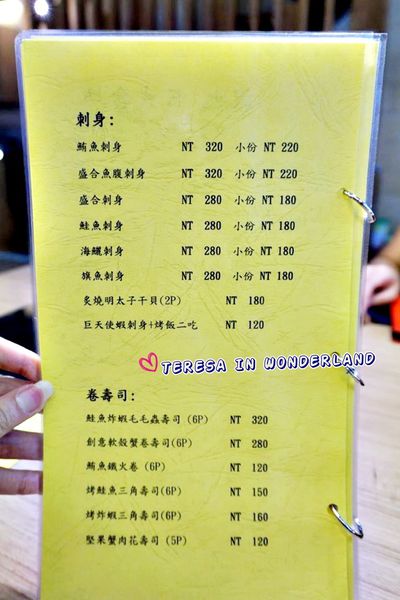 刺身:
鮪魚刺身 NT 320 小份 NT 220
盛合魚腹刺身 NT 320 小份 NT 220
盛合刺身 NT 280 小份 NT 180
鮭魚刺身 NT 280 小份 NT 180
海鱺刺身 NT 280 小份 NT 180
旗魚刺身 NT 280 小份 NT 180
炙燒明太子干貝(2P) NT 180
巨天使蝦刺身+烤飯二吃 NT 120
TERESA IN WONDERLAND
卷壽司:
鮭魚炸蝦毛毛蟲壽司 (6P) NT 320
創意軟殼蟹卷壽司(6P) NT 280
鮪魚鐵火卷 (6P) NT 120
烤鮭魚三角壽司(6P) NT 150
烤炸蝦三角壽司(6P) NT 160
堅果蟹肉花壽司 (5P) NT 120